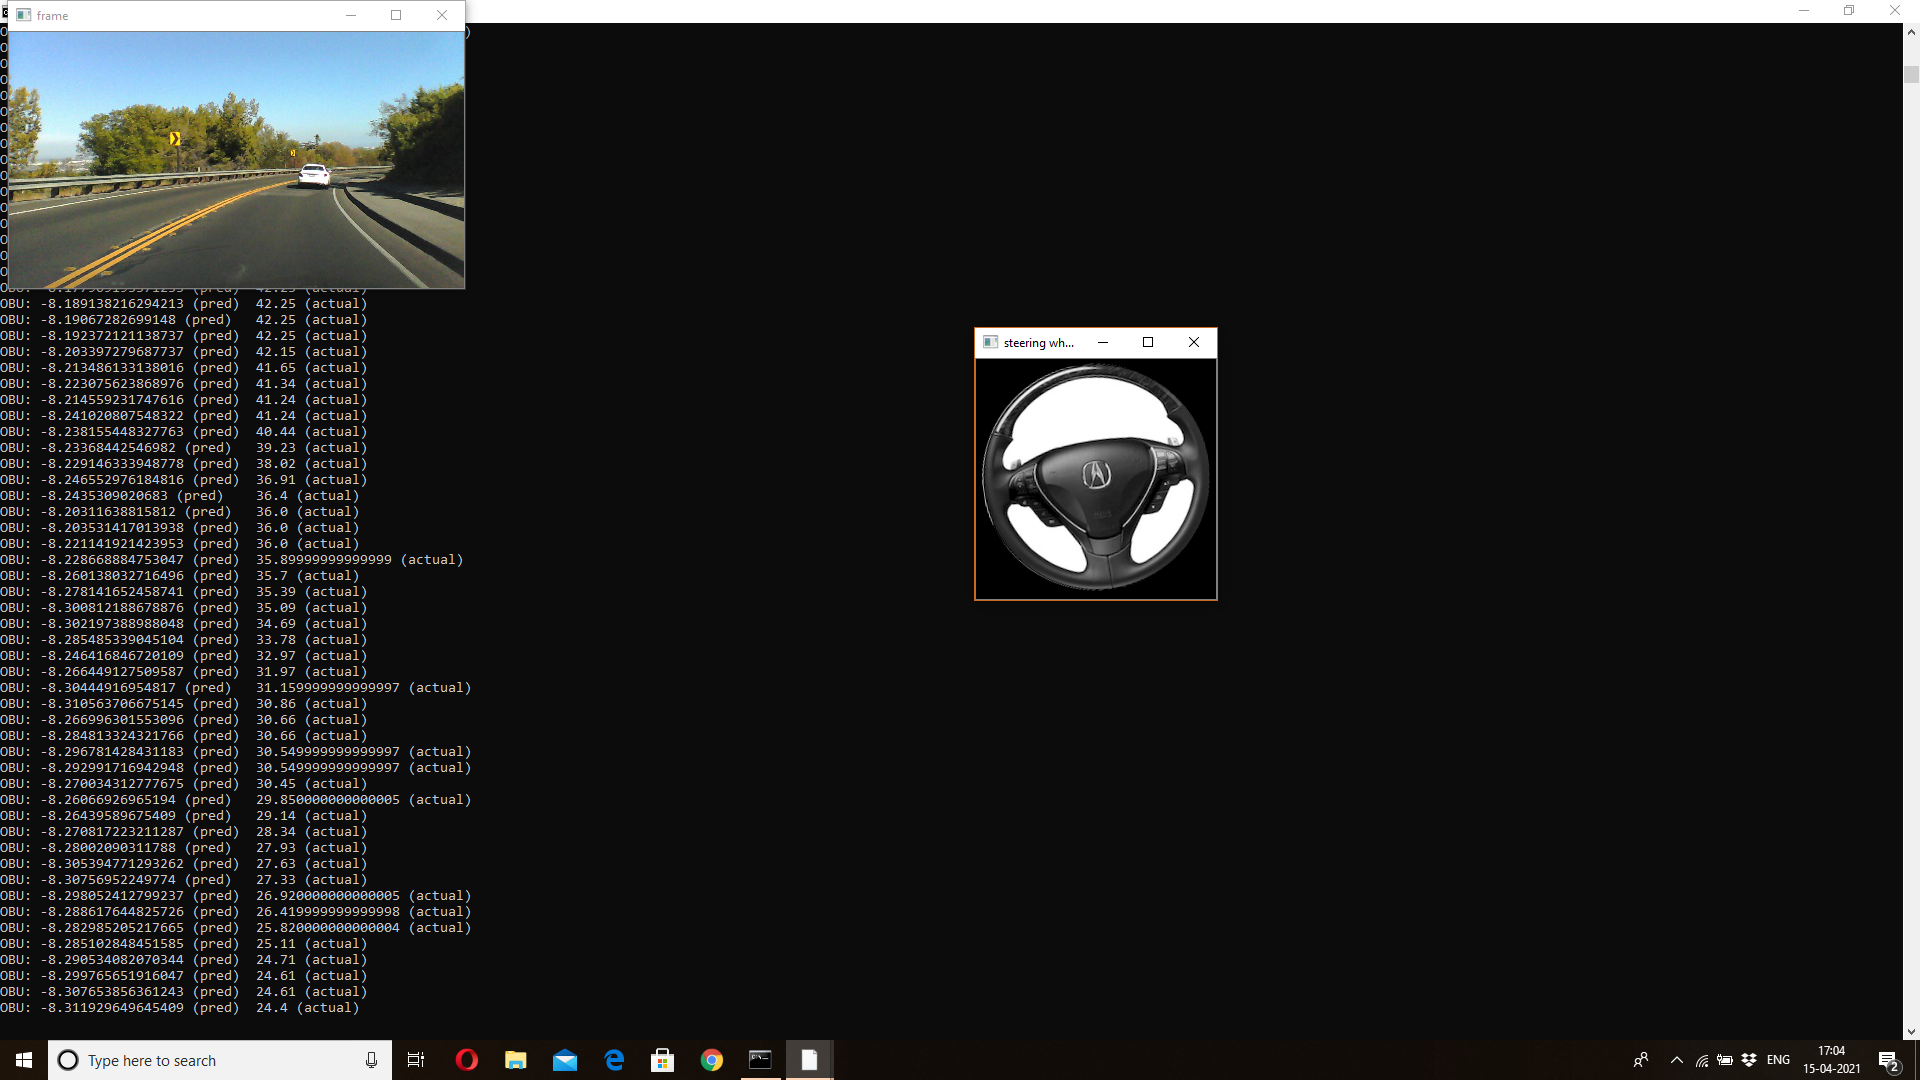 frame
OBU: -8.189138216294213 (pred)  42.25 (actual)
OBU: -8.19067282699148 (pred)   42.25 (actual)
OBU: -8.192372121138737 (pred)  42.25 (actual)
OBU: -8.203397279687737 (pred)  42.15 (actual)
OBU: -8.213486133138016 (pred)  41.65 (actual)
OBU: -8.223075623868976 (pred)  41.34 (actual)
OBU: -8.214559231747616 (pred)  41.24 (actual)
OBU: -8.241020807548322 (pred)  41.24 (actual)
OBU: -8.238155448327763 (pred)  40.44 (actual)
OBU: -8.23368442546982 (pred)   39.23 (actual)
OBU: -8.229146333948778 (pred)  38.02 (actual)
OBU: -8.246552976184816 (pred)  36.91 (actual)
OBU: -8.2435309020683 (pred)    36.4 (actual)
OBU: -8.20311638815812 (pred)   36.0 (actual)
OBU: -8.203531417013938 (pred)  36.0 (actual)
OBU: -8.221141921423953 (pred)  36.0 (actual)
OBU: -8.228668884753047 (pred)  35.89999999999999 (actual)
OBU: -8.260138032716496 (pred)  35.7 (actual)
OBU: -8.278141652458741 (pred)  35.39 (actual)
OBU: -8.300812188678876 (pred)  35.09 (actual)
OBU: -8.302197388988048 (pred)  34.69 (actual)
OBU: -8.285485339045104 (pred)  33.78 (actual)
OBU: -8.246416846720109 (pred)  32.97 (actual)
OBU: -8.266449127509587 (pred)  31.97 (actual)
OBU: -8.30444916954817 (pred)   31.159999999999997 (actual)
OBU: -8.310563706675145 (pred)  30.86 (actual)
OBU: -8.266996301553096 (pred)  30.66 (actual)
OBU: -8.284813324321766 (pred)  30.66 (actual)
OBU: -8.296781428431183 (pred)  30.549999999999997 (actual)
OBU: -8.292991716942948 (pred)  30.549999999999997 (actual)
OBU: -8.270034312777675 (pred)  30.45 (actual)
OBU: -8.26066926965194 (pred)   29.850000000000005 (actual)
OBU: -8.26439589675409 (pred)   29.14 (actual)
OBU: -8.270817223211287 (pred)  28.34 (actual)
OBU: -8.28002090311788 (pred)   27.93 (actual)
OBU: -8.305394771293262 (pred)  27.63 (actual)
OBU: -8.30756952249774 (pred)   27.33 (actual)
OBU: -8.298052412799237 (pred)  26.920000000000005 (actual)
OBU: -8.288617644825726 (pred)  26.419999999999998 (actual)
OBU: -8.282985205217665 (pred)  25.820000000000004 (actual)
OBU: -8.285102848451585 (pred)  25.11 (actual)
OBU: -8.290534082070344 (pred)  24.71 (actual)
OBU: -8.299765651916047 (pred)  24.61 (actual)
OBU: -8.307653856361243 (pred)  24.61 (actual)
OBU: -8.311929649645409 (pred)  24.4 (actual)
steering wh...
Type here to search
ENG
17:04
15-04-2021
2